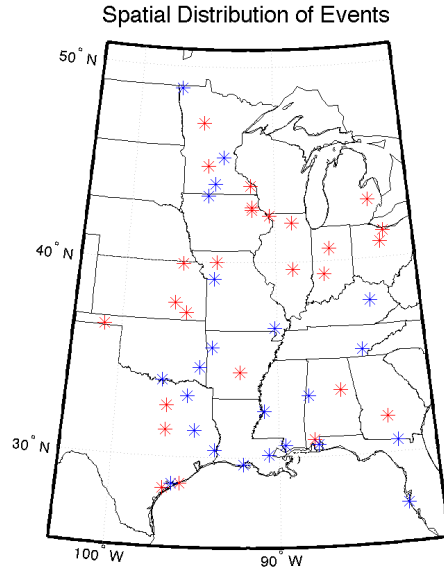 Spatial Distribution of Events
50° N
40° N
30° N
100° W
90° W